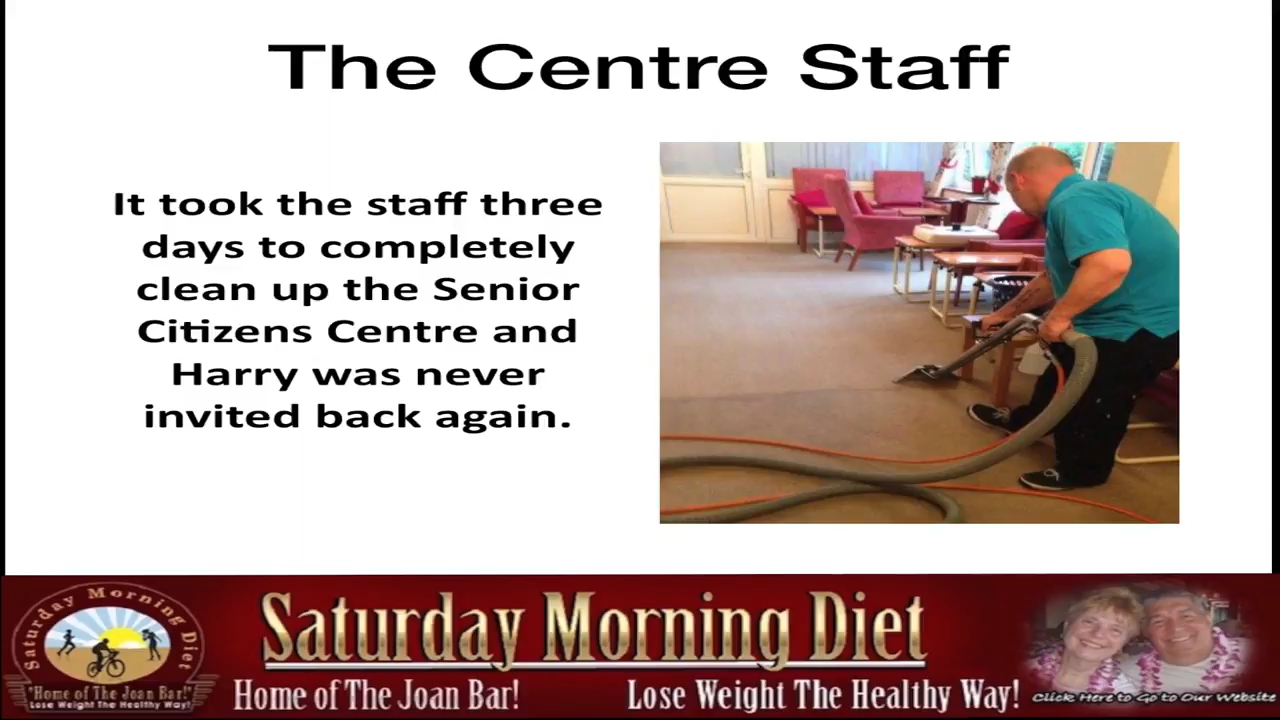 The Centre Staff
It took the staff three
days to completely
clean up the Senior
Citizens Centre and
Harry was never
invited back again.
Saturday Morning Diet
"Home of The Joan Bar!"
Lose Weight The Healthy Way!
Saturday Morning Diet
Home of The Joan Bar!
Lose Weight The Healthy Way!
Click Here to Go to Our Website